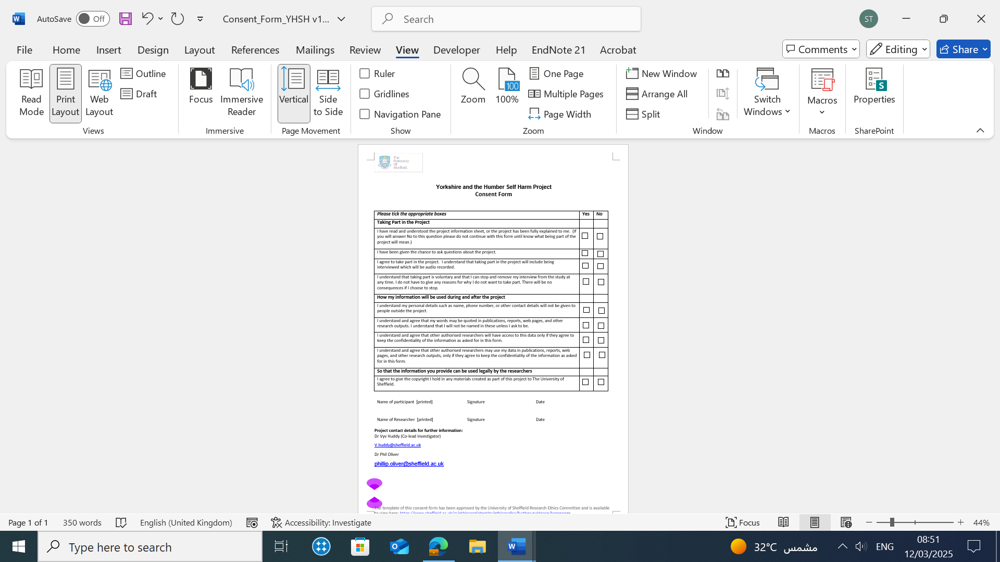 AutoSave Off Consent_Form_YHSH v1... Search ST
File Home Insert Design Layout References Mailings Review View Developer Help EndNote 21 Acrobat Comments Editing Share
Read Mode
Print Layout
Web Layout
Outline
Draft
Views
Focus
Immersive Reader
Immersive
Vertical
Side to Side
Page Movement
Ruler
Gridlines
Navigation Pane
Show
Zoom
100
100%
One Page
Multiple Pages
Page Width
Zoom
New Window
Arrange All
Split
Switch Windows
Window
Macros
Macros
Properties
SharePoint
The
University
Of
Sheffield.
Yorkshire and the Humber Self Harm Project
Consent Form
Please tick the appropriate boxes Yes No
Taking Part in the Project
I have read and understood the project information sheet, or the project has been fully explained to me. (If
you will answer No to this question please do not continue with this form until know what being part of the
project will mean.)
I have been given the chance to ask questions about the project.
I agree to take part in the project. I understand that taking part in the project will include being
interviewed which will be audio recorded.
I understand that taking part is voluntary and that I can stop and remove my interview from the study at
any time. I do not have to give any reasons for why I do not want to take part. There will be no
consequences if I choose to stop.
How my information will be used during and after the project
I understand my personal details such as name, phone number, or other contact details will not be given to
people outside the project.
I understand and agree that my words may be quoted in publications, reports, web pages, and other
research outputs. I understand that I will not be named in these unless I ask to be.
I understand and agree that other authorised researchers will have access to this data only if they agree to
keep the confidentiality of the information as asked for in this form.
I understand and agree that other authorised researchers may use my data in publications, reports, web
pages, and other research outputs, only if they agree to keep the confidentiality of the information as asked
for in this form.
So that the information you provide can be used legally by the researchers
I agree to give the copyright I hold in any materials created as part of this project to The University of
Sheffield.
Name of participant [printed] Signature Date
Name of Researcher [printed] Signature Date
Project contact details for further information:
Dr Vyv Huddy (Co-lead Investigator)
V.huddy@sheffield.ac.uk
Dr Phil Oliver
phillip.oliver@sheffield.ac.uk
The template of this consent form has been approved by the University of Sheffield Research Ethics Committee and is available
to view here: https://www.sheffield.ac.uk/rs/ethicsandintegrity/ethicspolicy/further-guidance/homepage
Page 1 of 1 350 words English (United Kingdom) Accessibility: Investigate Focus 44%
Type here to search 32°C مشمس ENG 08:51
12/03/2025